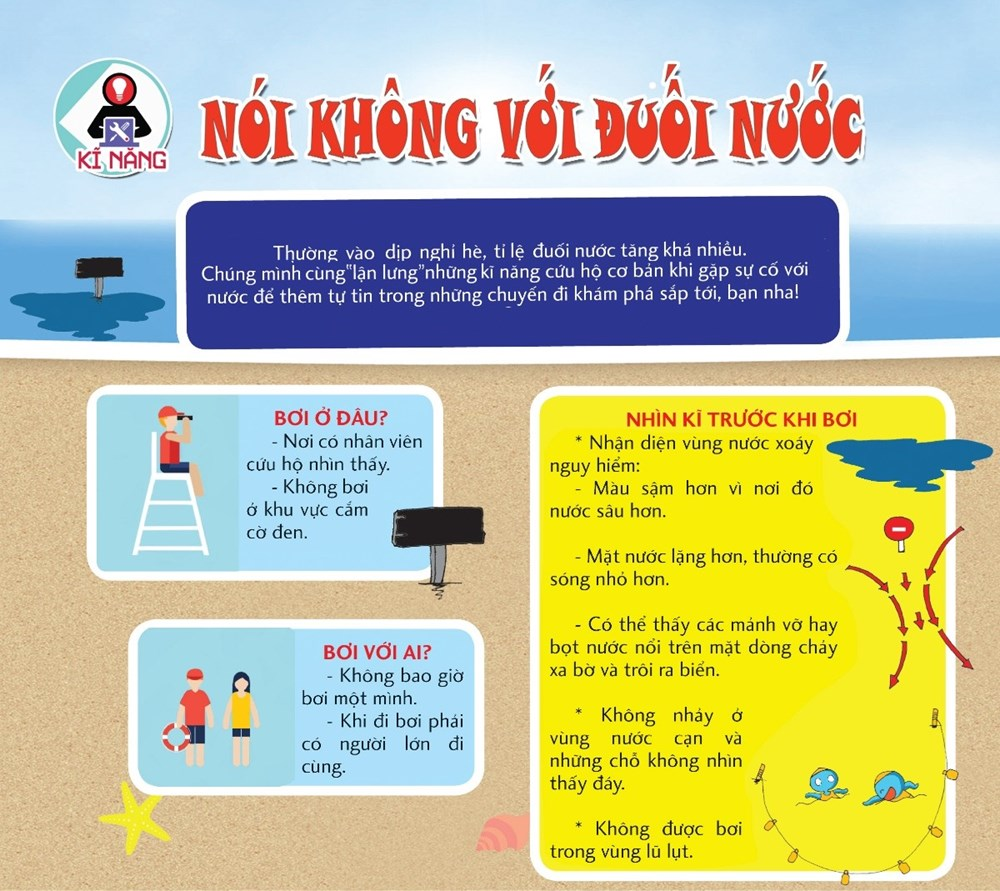 KĨ NĂNG
NÓI KHÔNG VỚI ĐUỐI NƯỚC
Thường vào dịp nghỉ hè, tỉ lệ đuối nước tăng khá nhiều.
Chúng mình cùng "lận lưng" những kĩ năng cứu hộ cơ bản khi gặp sự cố với
nước để thêm tự tin trong những chuyến đi khám phá sắp tới, bạn nha!
BƠI Ở ĐÂU?
- Nơi có nhân viên
cứu hộ nhìn thấy.
- Không bơi
ở khu vực cắm
cờ đen.
BƠI VỚI AI?
- Không bao giờ
bơi một mình.
- Khi đi bơi phải
có người lớn đi
cùng.
NHÌN KĨ TRƯỚC KHI BƠI
* Nhận diện vùng nước xoáy
nguy hiểm:
- Màu sậm hơn vì nơi đó
nước sâu hơn.
- Mặt nước lặng hơn, thường có
sóng nhỏ hơn.
- Có thể thấy các mảnh vỡ hay
bọt nước nổi trên mặt dòng chảy
xa bờ và trôi ra biển.
* Không nhảy ở
vùng nước cạn và
những chỗ không nhìn
thấy đáy.
* Không được bơi
trong vùng lũ lụt.